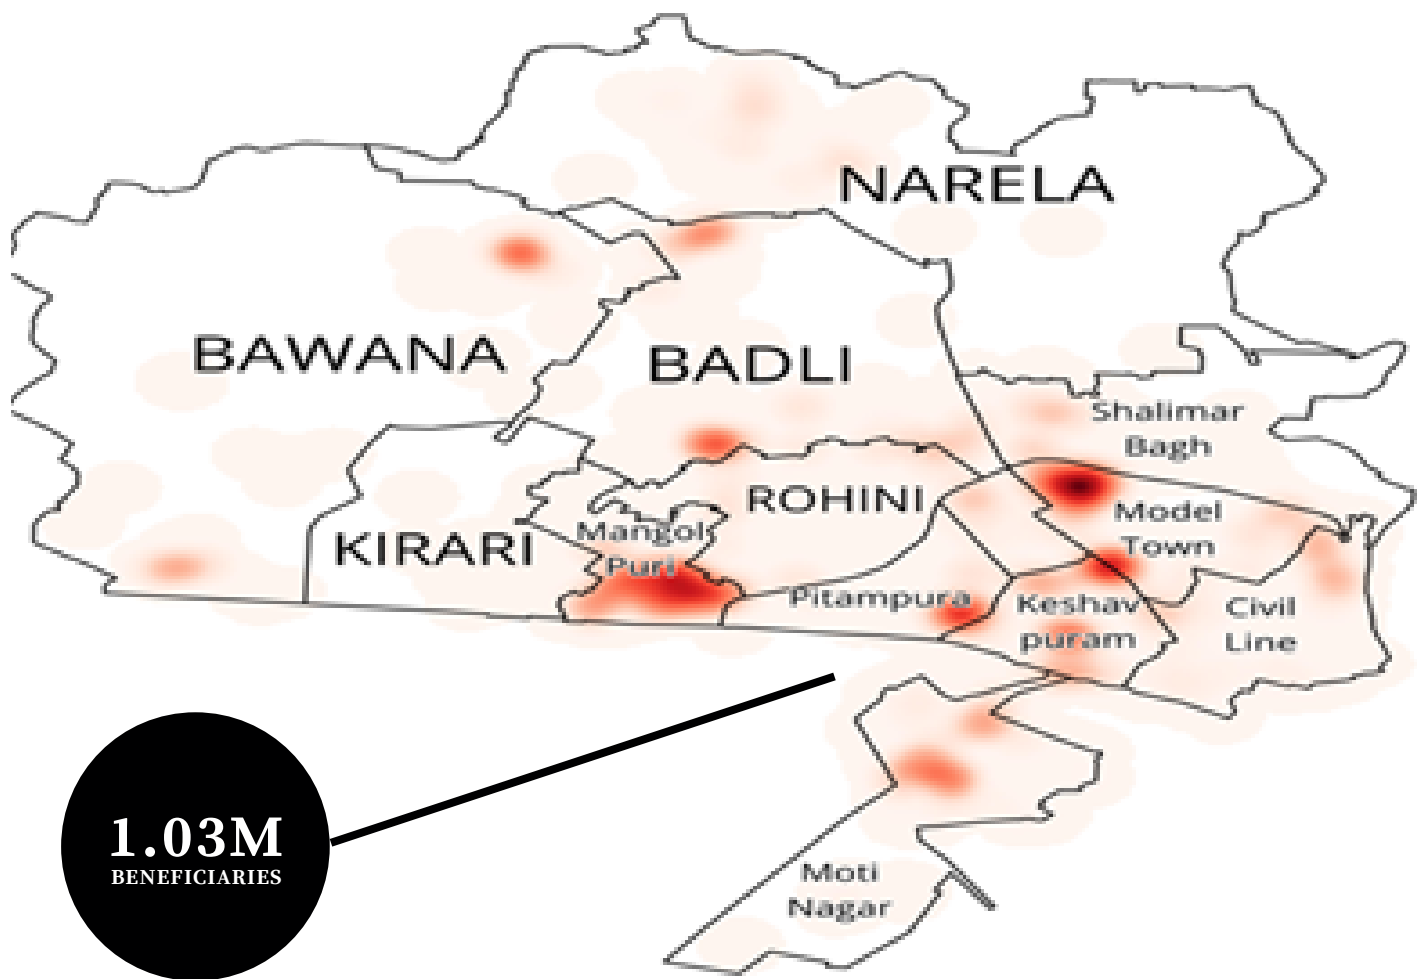 NARELA
BAWANA
BADLI
Shalimar
Bagh
ROHINI
Model
Town
KIRARI
Mangol
Puri
Pitampura
Keshav
puram
Civil
Line
Moti
Nagar
1.03M
BENEFICIARIES